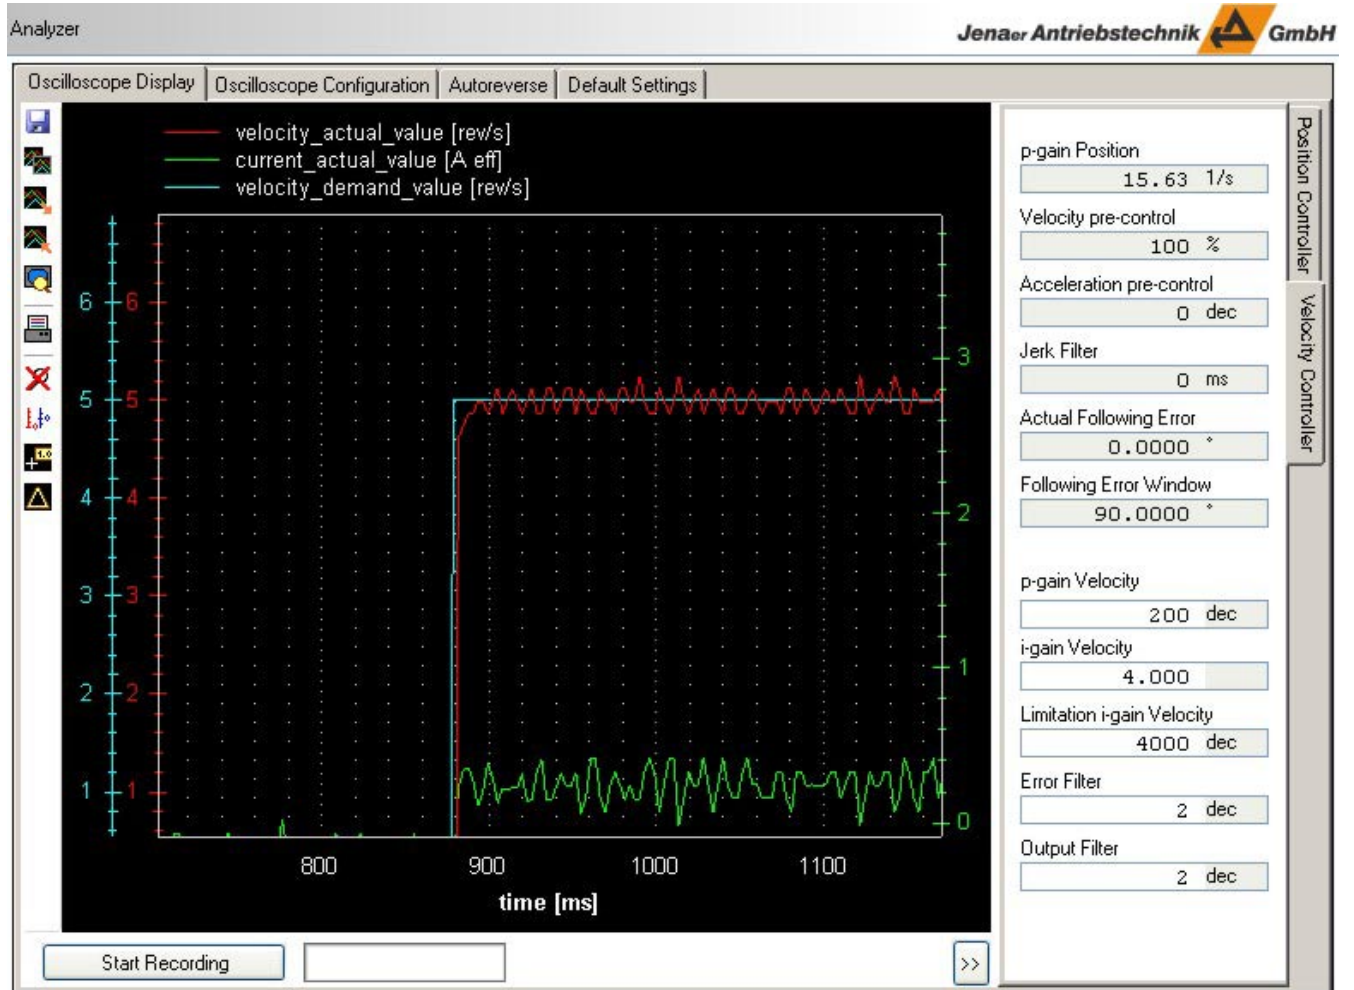 Analyzer
Jenaer Antriebstechnik GmbH
Oscilloscope Display Oscilloscope Configuration Autoreverse Default Settings
velocity_actual_value [rev/s]
current_actual_value [A eff]
velocity_demand_value [rev/s]
6 6
5 5
4 4
3 3
2 2
1 1
3
2
1
0
800 900 1000 1100
time [ms]
1.0
Start Recording
>>
p-gain Position
15.63 1/s
Velocity pre-control
100 %
Acceleration pre-control
0 dec
Jerk Filter
0 ms
Actual Following Error
0.0000 °
Following Error Window
90.0000 °
p-gain Velocity
200 dec
i-gain Velocity
4.000
Limitation i-gain Velocity
4000 dec
Error Filter
2 dec
Output Filter
2 dec
Position Controller
Velocity Controller